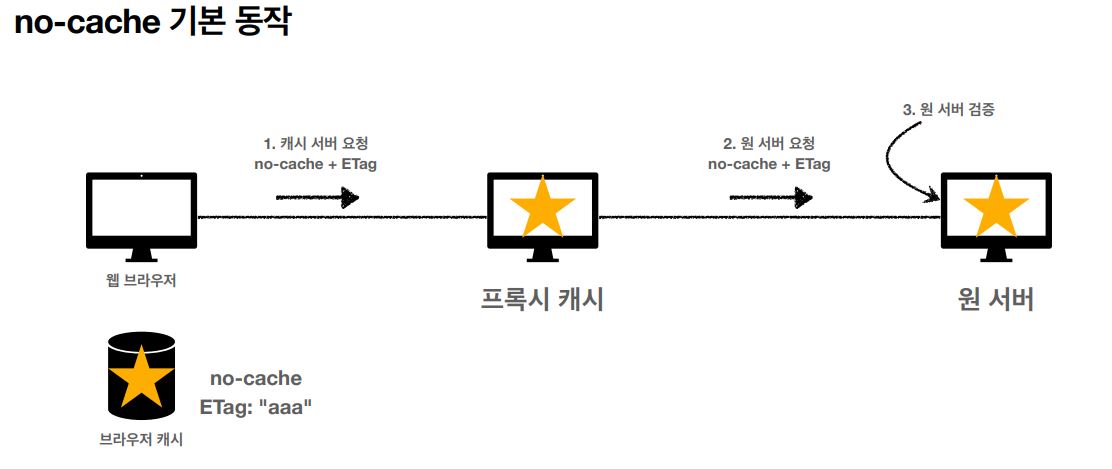 no-cache 기본 동작
3. 원 서버 검증
1. 캐시 서버 요청
no-cache + ETag
2. 원 서버 요청
no-cache + ETag
웹 브라우저
프록시 캐시
원 서버
no-cache
ETag: "aaa"
브라우저 캐시